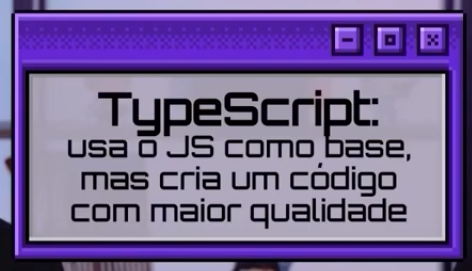 TypeScript:
usa o JS como base,
mas cria um código
com maior qualidade